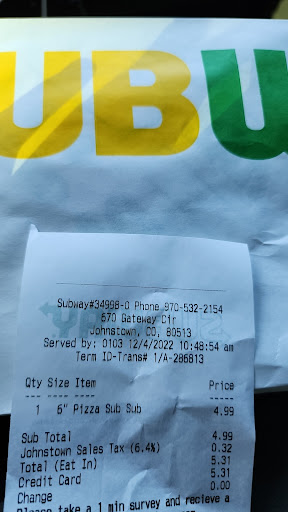 UBU
Subway#34998-0 Phone 970-532-2154
670 Gateway Cir
Johnstown, CO, 80513
Served by: 0103 12/4/2022 10:48:54 am
Term ID-Trans# 1/A-286813
Qty Size Item Price
1 6" Pizza Sub Sub 4.99
Sub Total 4.99
Johnstown Sales Tax (6.4%) 0.32
Total (Eat In) 5.31
Credit Card 5.31
Change 0.00
Please take a 1 min survey and recieve a